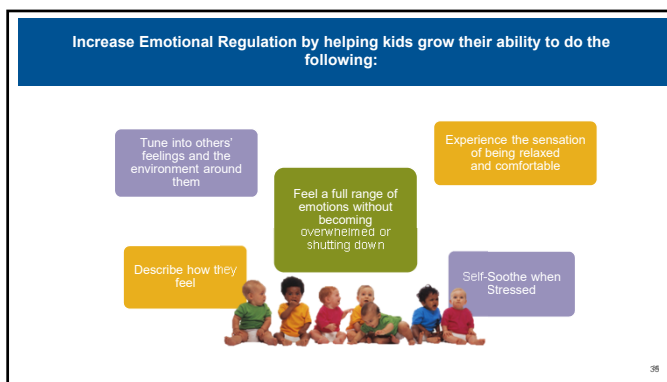 Increase Emotional Regulation by helping kids grow their ability to do the
following:
Tune into others'
feelings and the
environment around
them
Experience the sensation
of being relaxed
and comfortable
Feel a full range of
emotions without
becoming
overwhelmed or
shutting down
Describe how they
feel
Self-Soothe when
Stressed